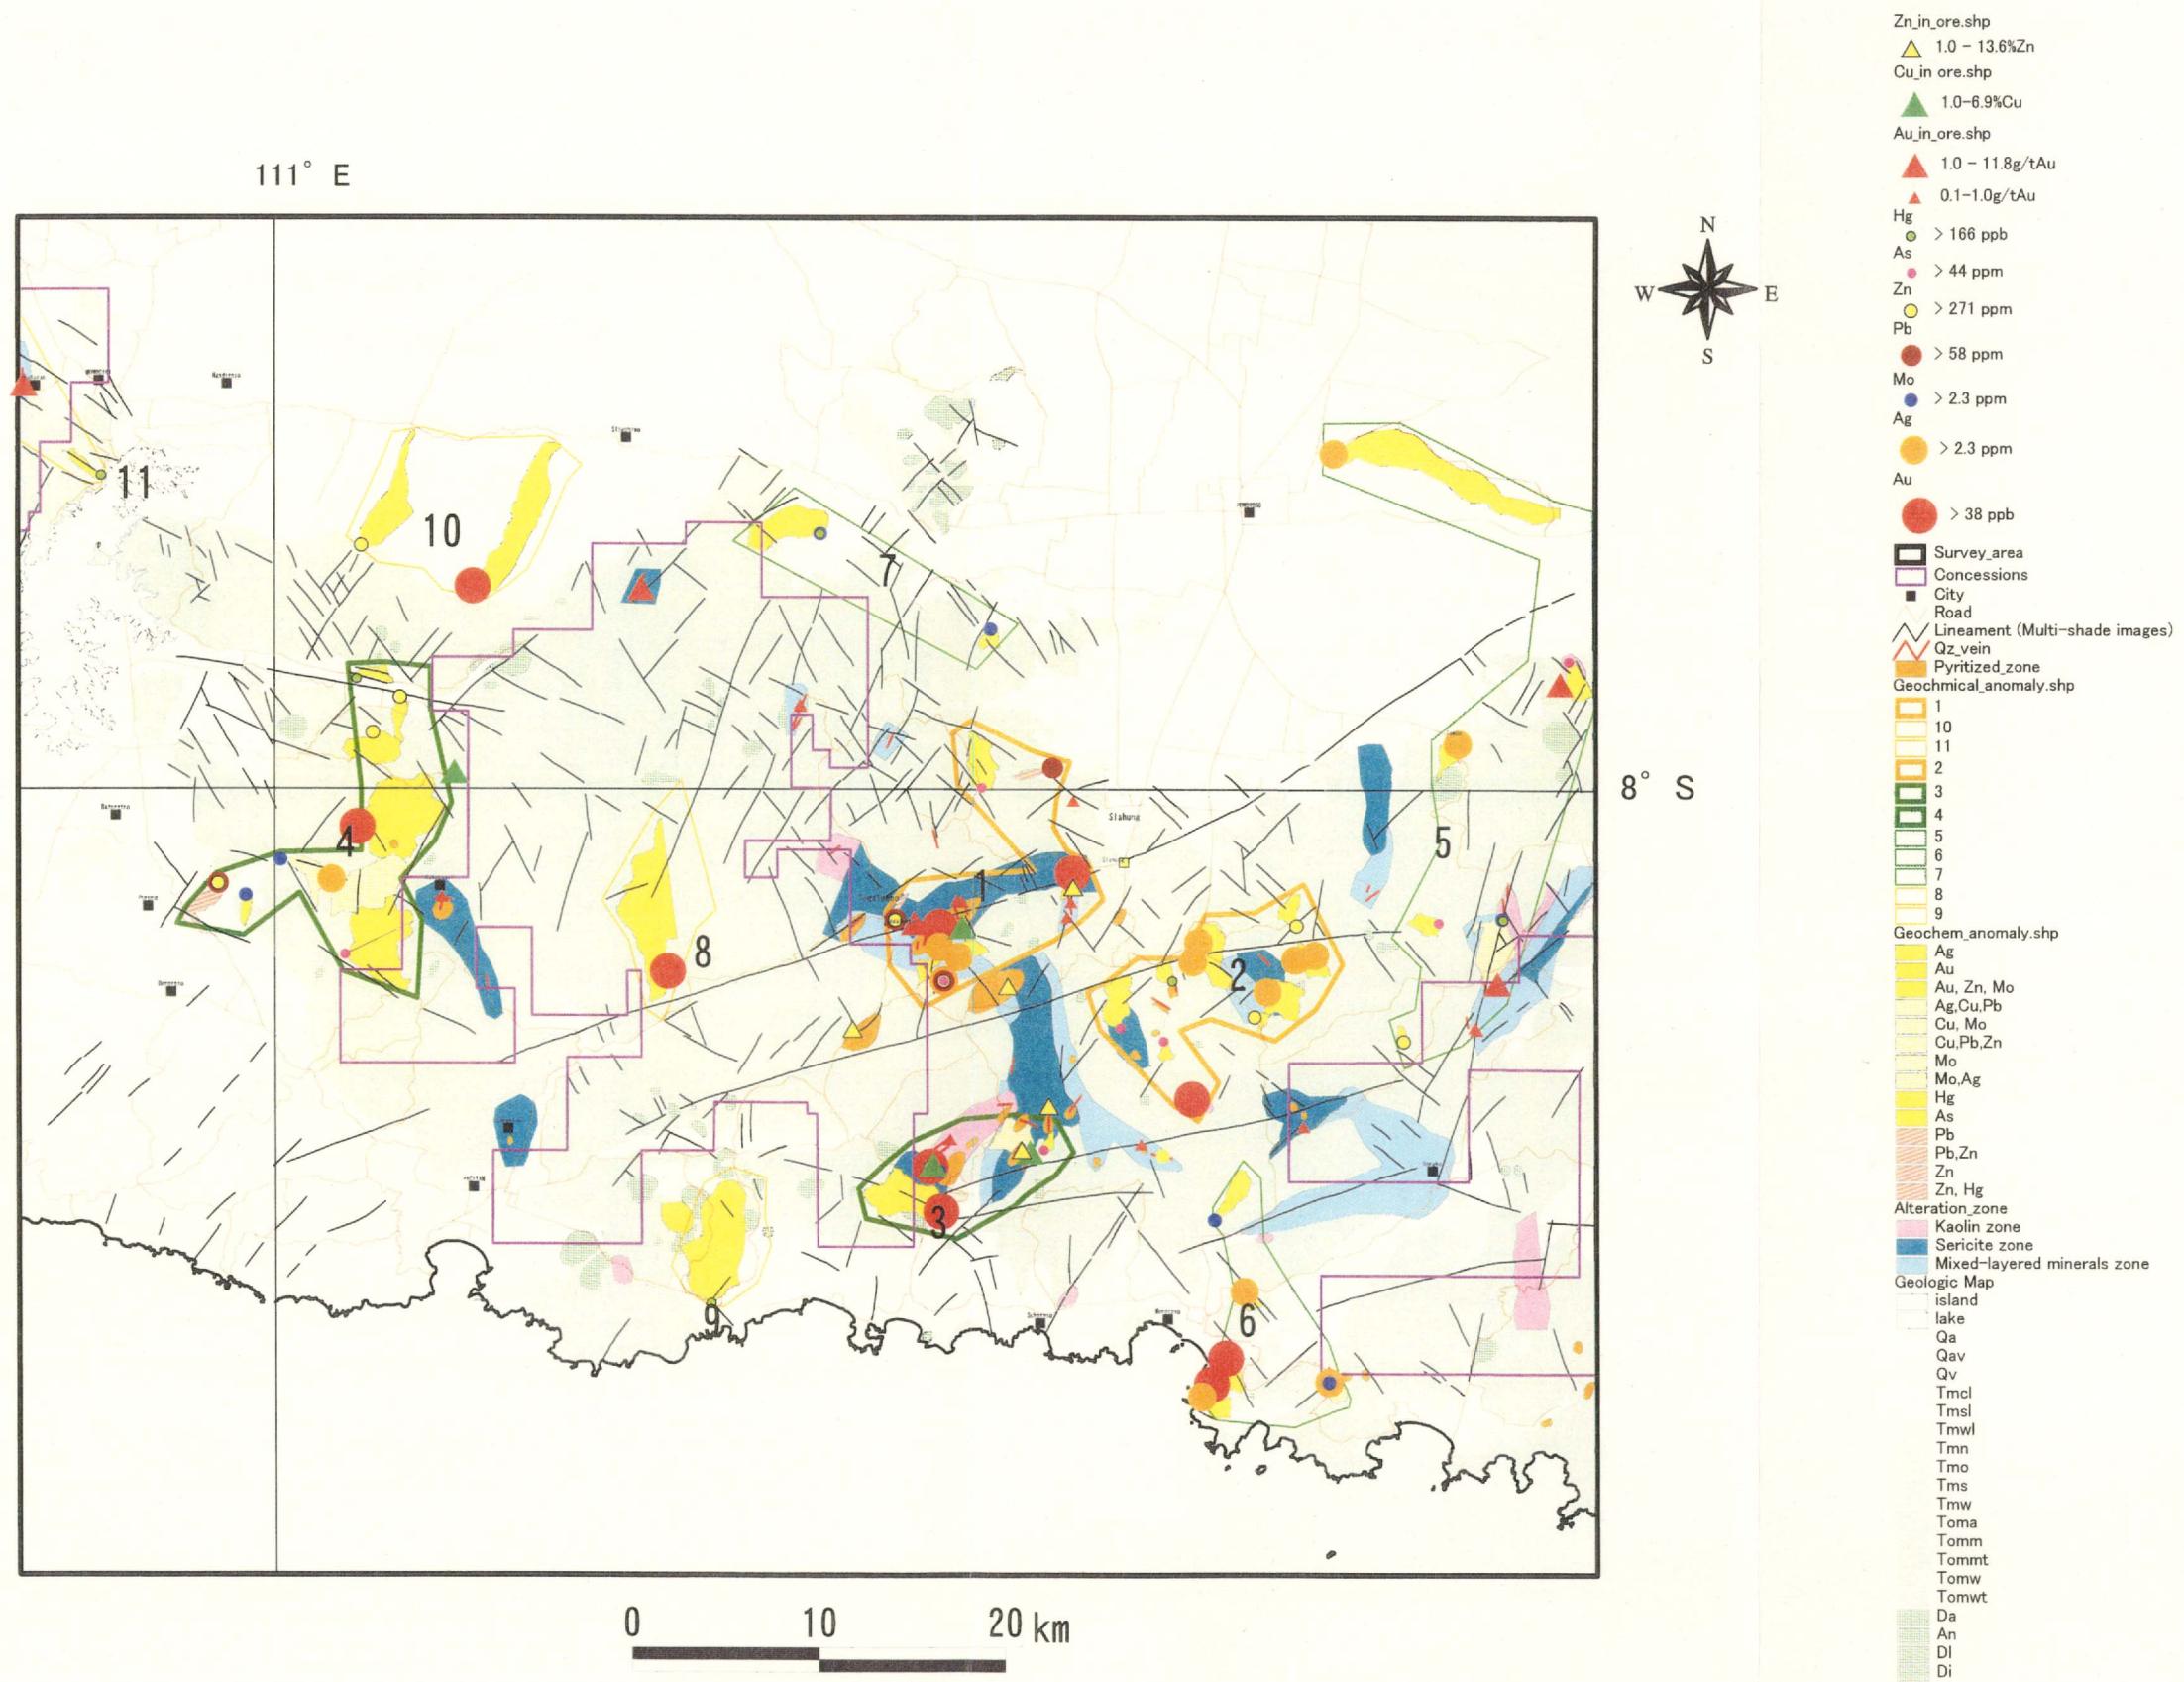 111° E
N
W
E
S
8° S
11
10
7
4
5
1
8
2
3
6
9
Slahung
0 10 20 km
Zn_in_ore.shp
1.0 - 13.6%Zn
Cu_in ore.shp
1.0-6.9%Cu
Au_in_ore.shp
1.0 - 11.8g/tAu
0.1-1.0g/tAu
Hg
> 166 ppb
As
> 44 ppm
Zn
> 271 ppm
Pb
> 58 ppm
Mo
> 2.3 ppm
Ag
> 2.3 ppm
Au
> 38 ppb
Survey_area
Concessions
City
Road
Lineament (Multi-shade images)
Qz_vein
Pyritized_zone
Geochmical_anomaly.shp
1
10
11
2
3
4
5
6
7
8
9
Geochem_anomaly.shp
Ag
Au
Au, Zn, Mo
Ag,Cu,Pb
Cu, Mo
Cu,Pb,Zn
Mo
Mo,Ag
Hg
As
Pb
Pb,Zn
Zn
Zn, Hg
Alteration_zone
Kaolin zone
Sericite zone
Mixed-layered minerals zone
Geologic Map
island
lake
Qa
Qav
Qv
Tmcl
Tmsl
Tmwl
Tmn
Tmo
Tms
Tmw
Toma
Tomm
Tommt
Tomw
Tomwt
Da
An
Dl
Di